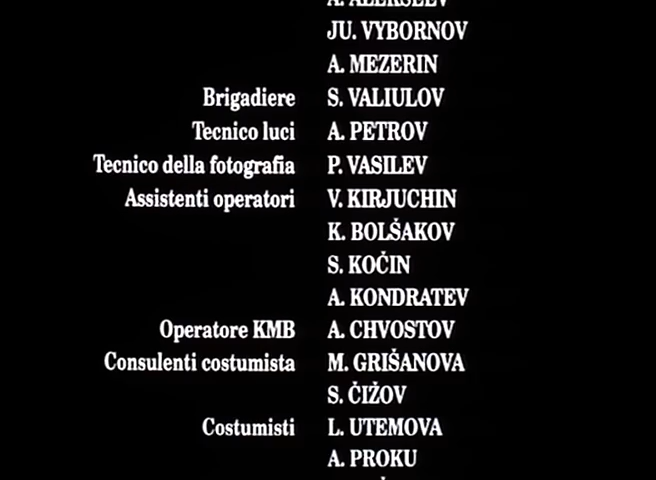 A. ALEKSEEV
JU. VYBORNOV
A. MEZERIN
Brigadiere S. VALIULOV
Tecnico luci A. PETROV
Tecnico della fotografia P. VASILEV
Assistenti operatori V. KIRJUCHIN
K. BOLŠAKOV
S. KOČIN
A. KONDRATEV
Operatore KMB A. CHVOSTOV
Consulenti costumista M. GRIŠANOVA
S. ČIŽOV
Costumisti L. UTEMOVA
A. PROKU